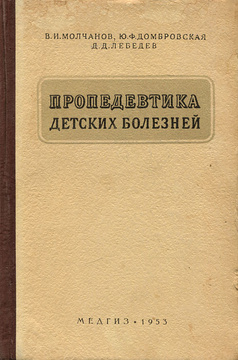 В.И.МОЛЧАНОВ, Ю.Ф.ДОМБРОВСКАЯ
Д.Д.ЛЕБЕДЕВ
ПРОПЕДЕВТИКА
ДЕТСКИХ БОЛЕЗНЕЙ
МЕДГИЗ • 1953